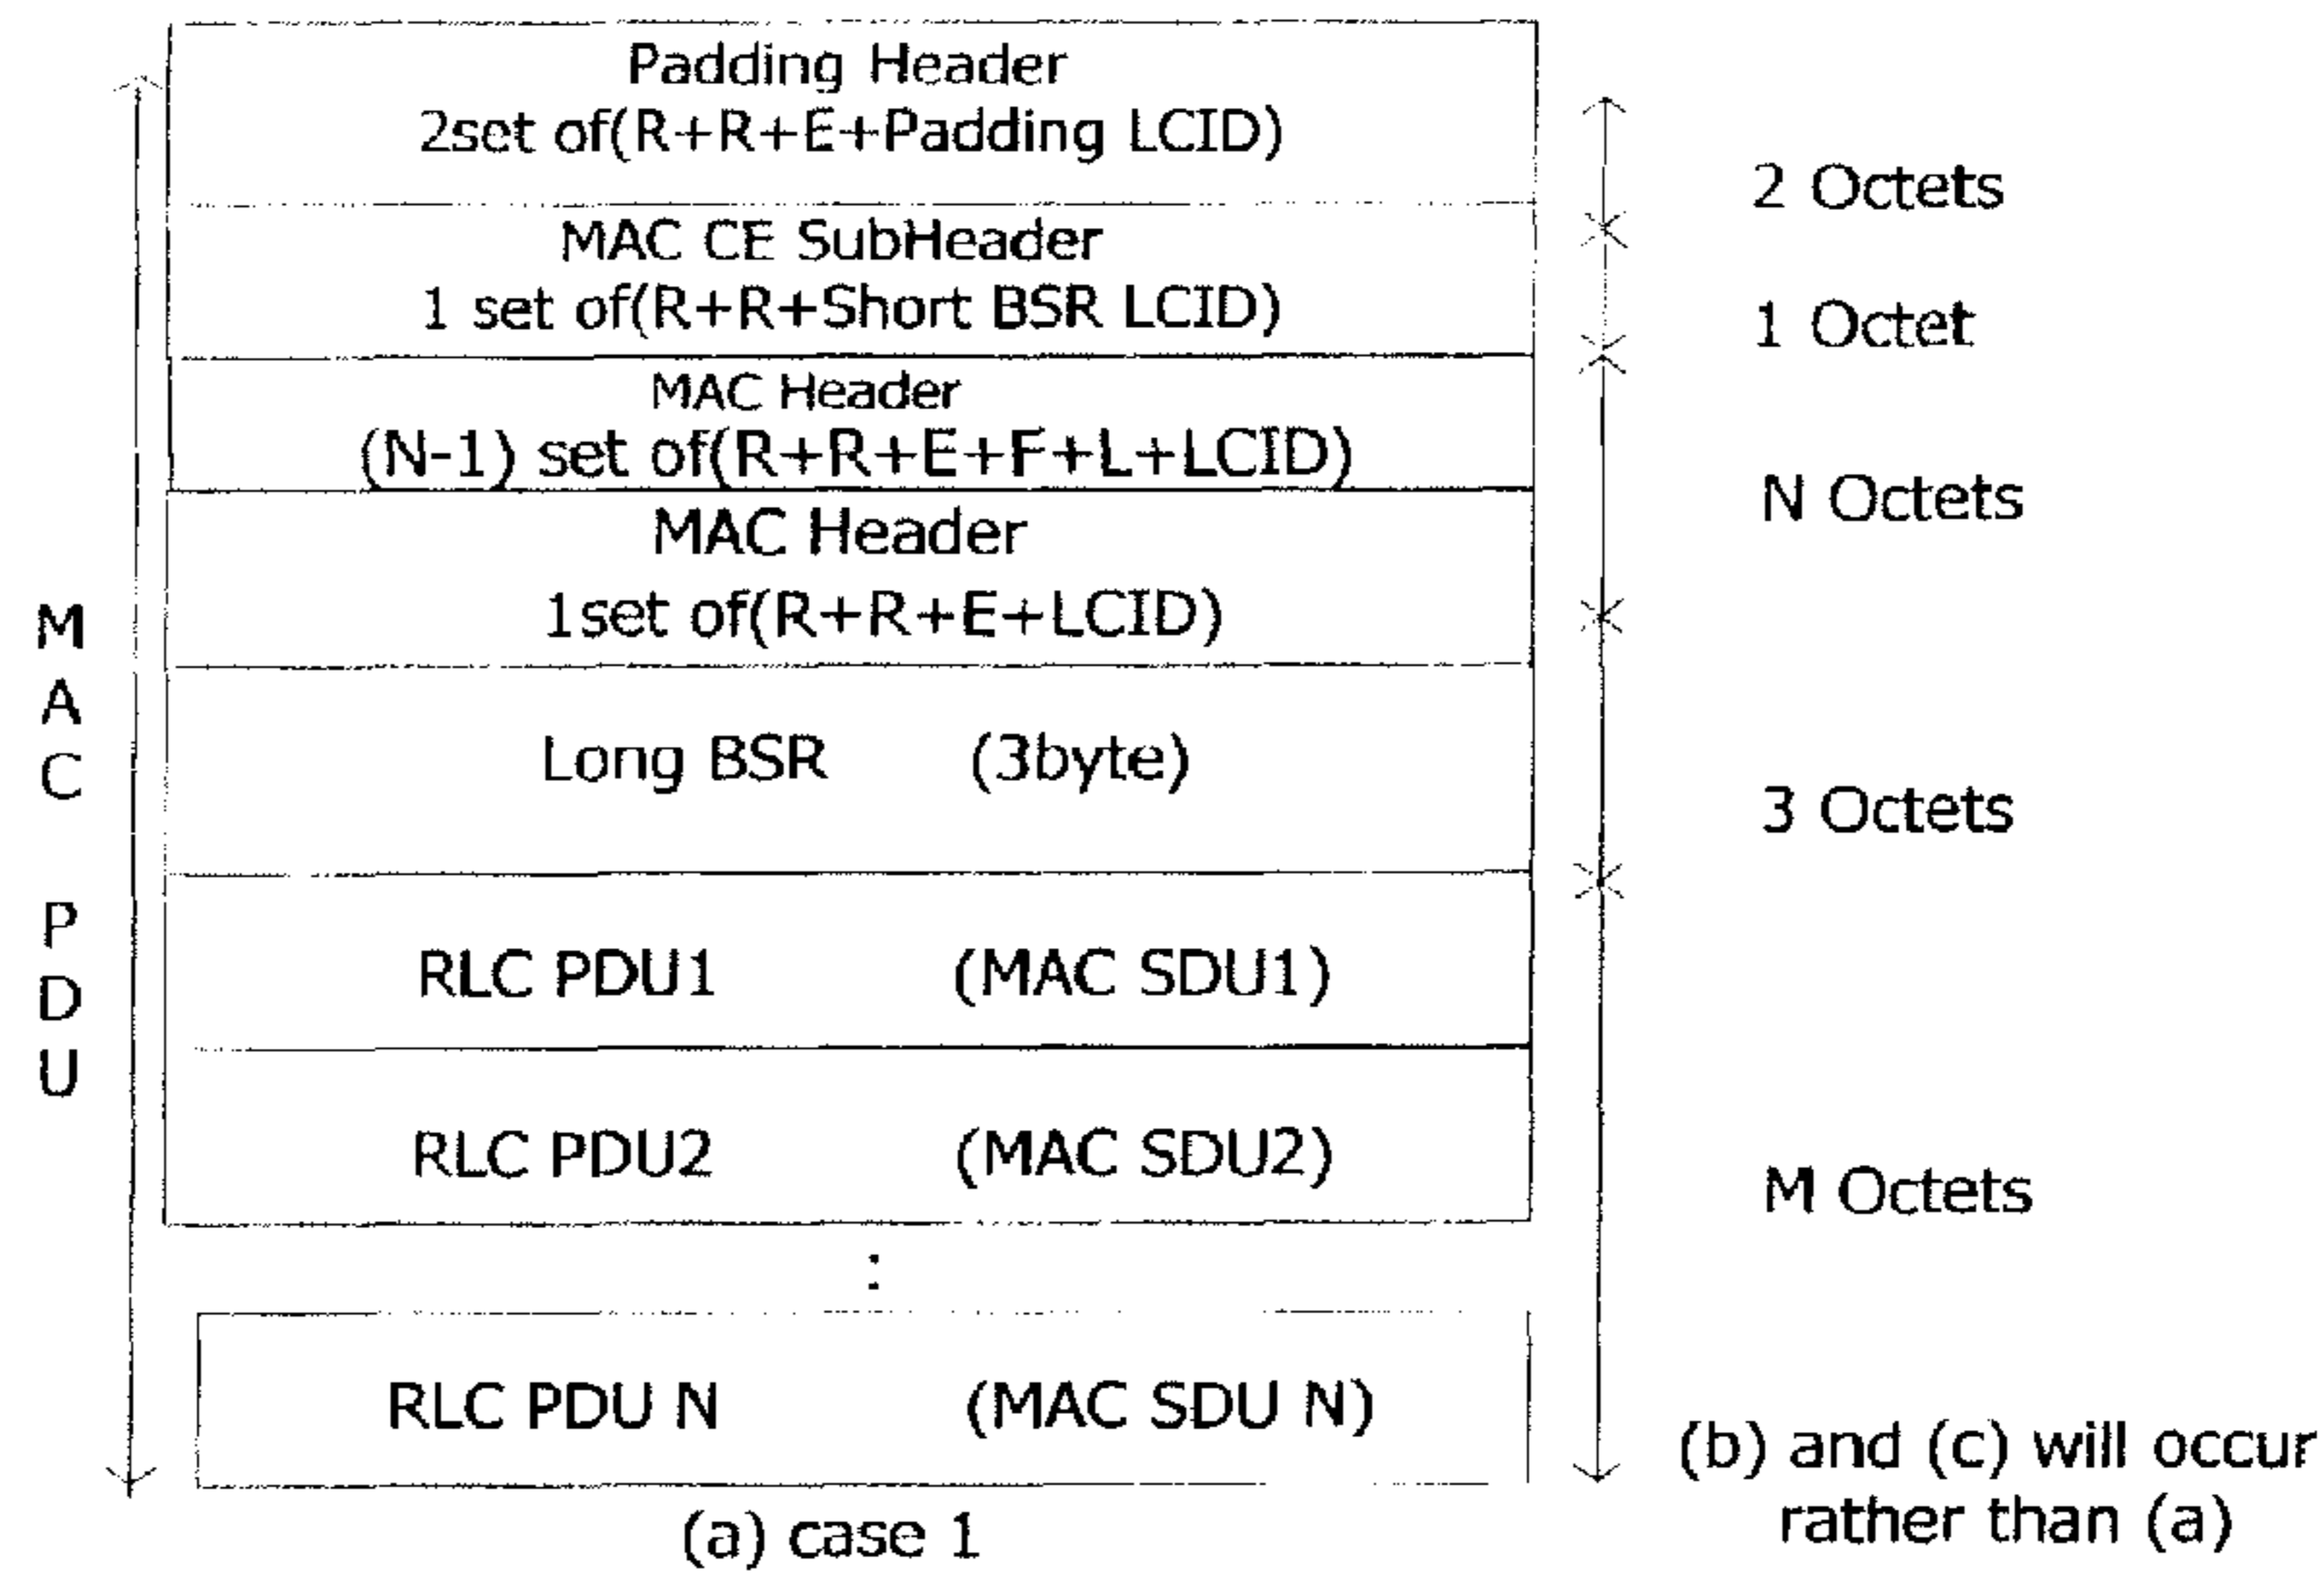 Padding Header
2set of(R+R+E+Padding LCID)
2 Octets
MAC CE SubHeader
1 set of(R+R+Short BSR LCID)
1 Octet
MAC Header
(N-1) set of(R+R+E+F+L+LCID)
N Octets
MAC Header
1set of(R+R+E+LCID)
Long BSR (3byte)
3 Octets
MAC PDU
RLC PDU1 (MAC SDU1)
RLC PDU2 (MAC SDU2)
M Octets
:
RLC PDU N (MAC SDU N)
(b) and (c) will occur
rather than (a)
(a) case 1